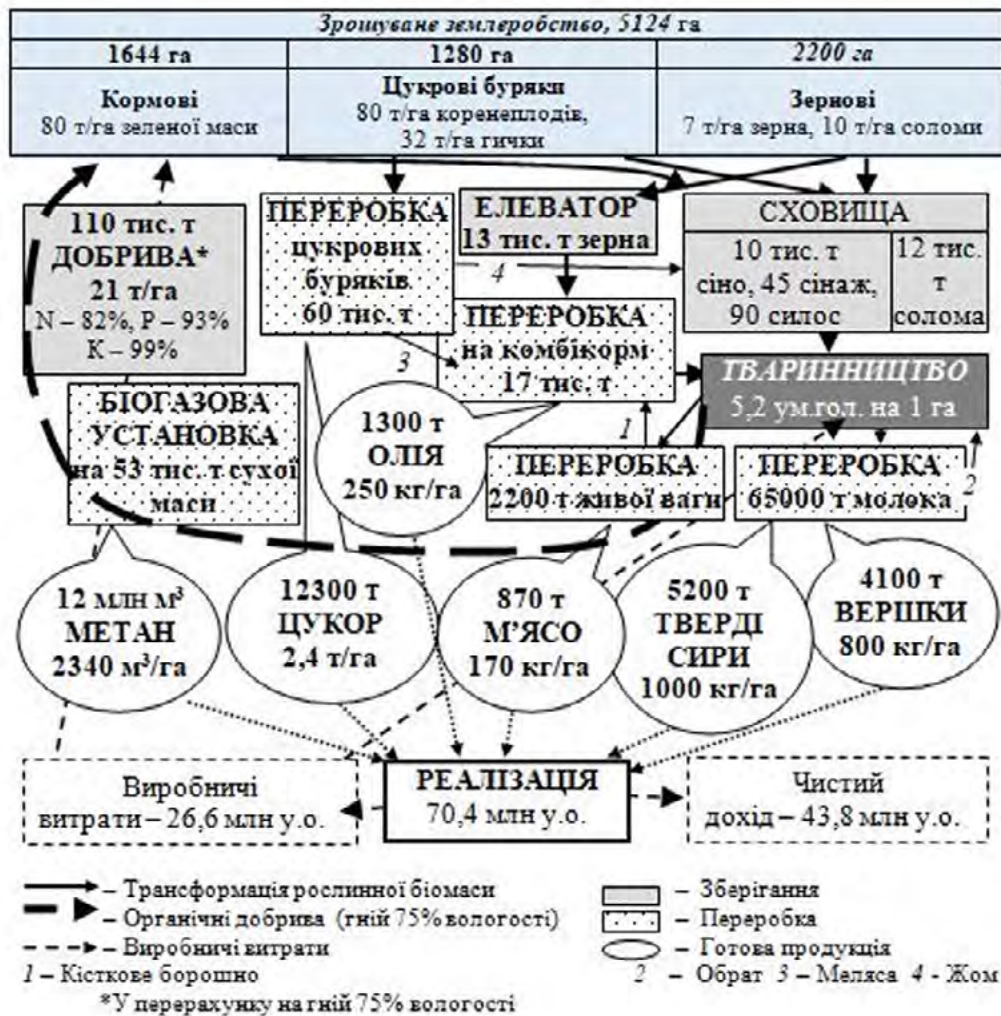 Зрошуване землеробство, 5124 га
1644 га
1280 га
2200 га
Кормові
80 т/га зеленої маси
Цукрові буряки
80 т/га коренеплодів,
32 т/га гички
Зернові
7 т/га зерна, 10 т/га соломи
110 тис. т
ДОБРИВА*
21 т/га
N – 82%, P – 93%
K – 99%
ПЕРЕРОБКА
цукрових
буряків
60 тис. т
ЕЛЕВАТОР
13 тис. т зерна
СХОВИЩА
10 тис. т
сіно, 45 сінаж,
90 силос
12 тис.
т
солома
4
ПЕРЕРОБКА
на комбікорм
17 тис. т
3
ТВАРИННИЦТВО
5,2 ум.гол. на 1 га
БІОГАЗОВА
УСТАНОВКА
на 53 тис. т сухої
маси
1300 т
ОЛІЯ
250 кг/га
1
ПЕРЕРОБКА
2200 т живої ваги
ПЕРЕРОБКА
65000 т молока
2
12 млн м³
МЕТАН
2340 м³/га
12300 т
ЦУКОР
2,4 т/га
870 т
М’ЯСО
170 кг/га
5200 т
ТВЕРДІ
СИРИ
1000 кг/га
4100 т
ВЕРШКИ
800 кг/га
Виробничі
витрати – 26,6 млн у.о.
РЕАЛІЗАЦІЯ
70,4 млн у.о.
Чистий
дохід – 43,8 млн у.о.
– Трансформація рослинної біомаси
– Зберігання
– Органічні добрива (гній 75% вологості)
– Переробка
– Виробничі витрати
– Готова продукція
1 – Кісткове борошно
2 – Обрат 3 – Меляса 4 - Жом
*У перерахунку на гній 75% вологості